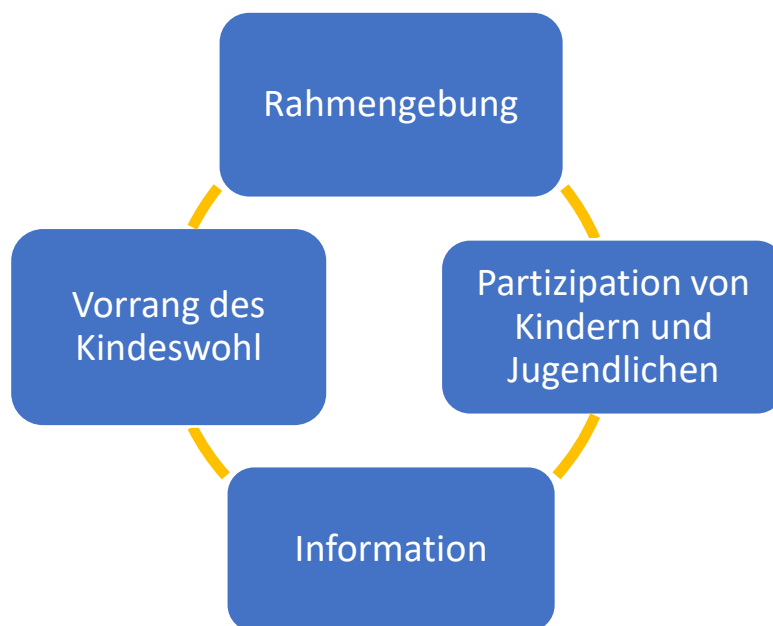 Rahmengebung
Vorrang des
Kindeswohl
Partizipation von
Kindern und
Jugendlichen
Information